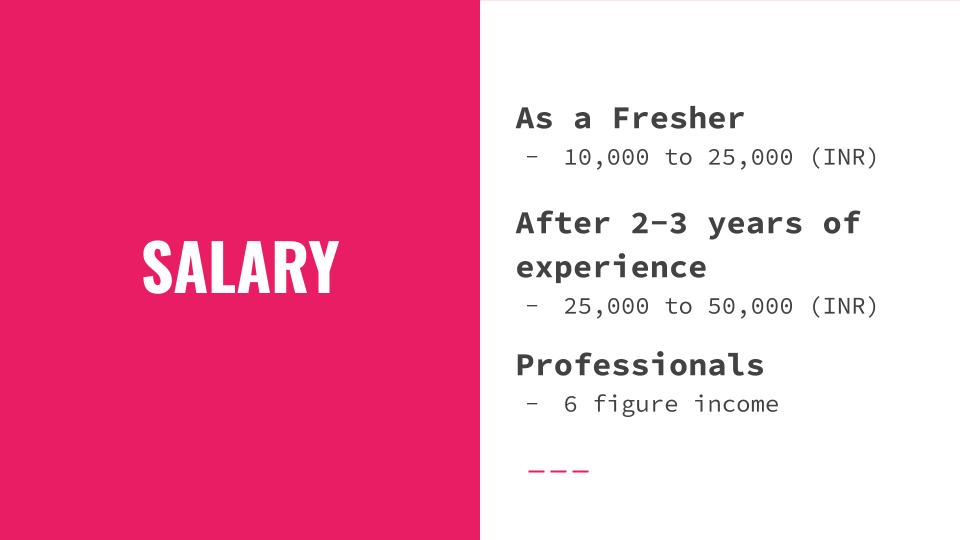 SALARY
As a Fresher
- 10,000 to 25,000 (INR)
After 2-3 years of
experience
- 25,000 to 50,000 (INR)
Professionals
- 6 figure income